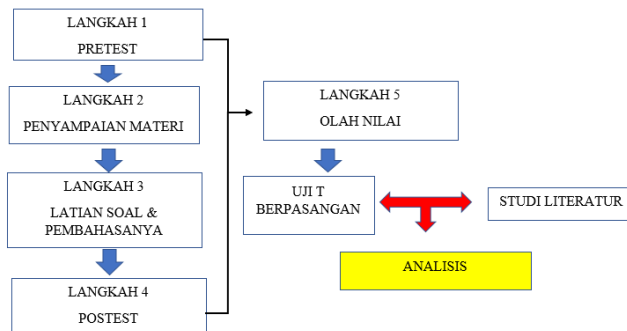 LANGKAH 1
PRETEST
LANGKAH 2
PENYAMPAIAN MATERI
LANGKAH 3
LATIAN SOAL &
PEMBAHASANYA
LANGKAH 4
POSTEST
LANGKAH 5
OLAH NILAI
UJI T
BERPASANGAN
STUDI LITERATUR
ANALISIS